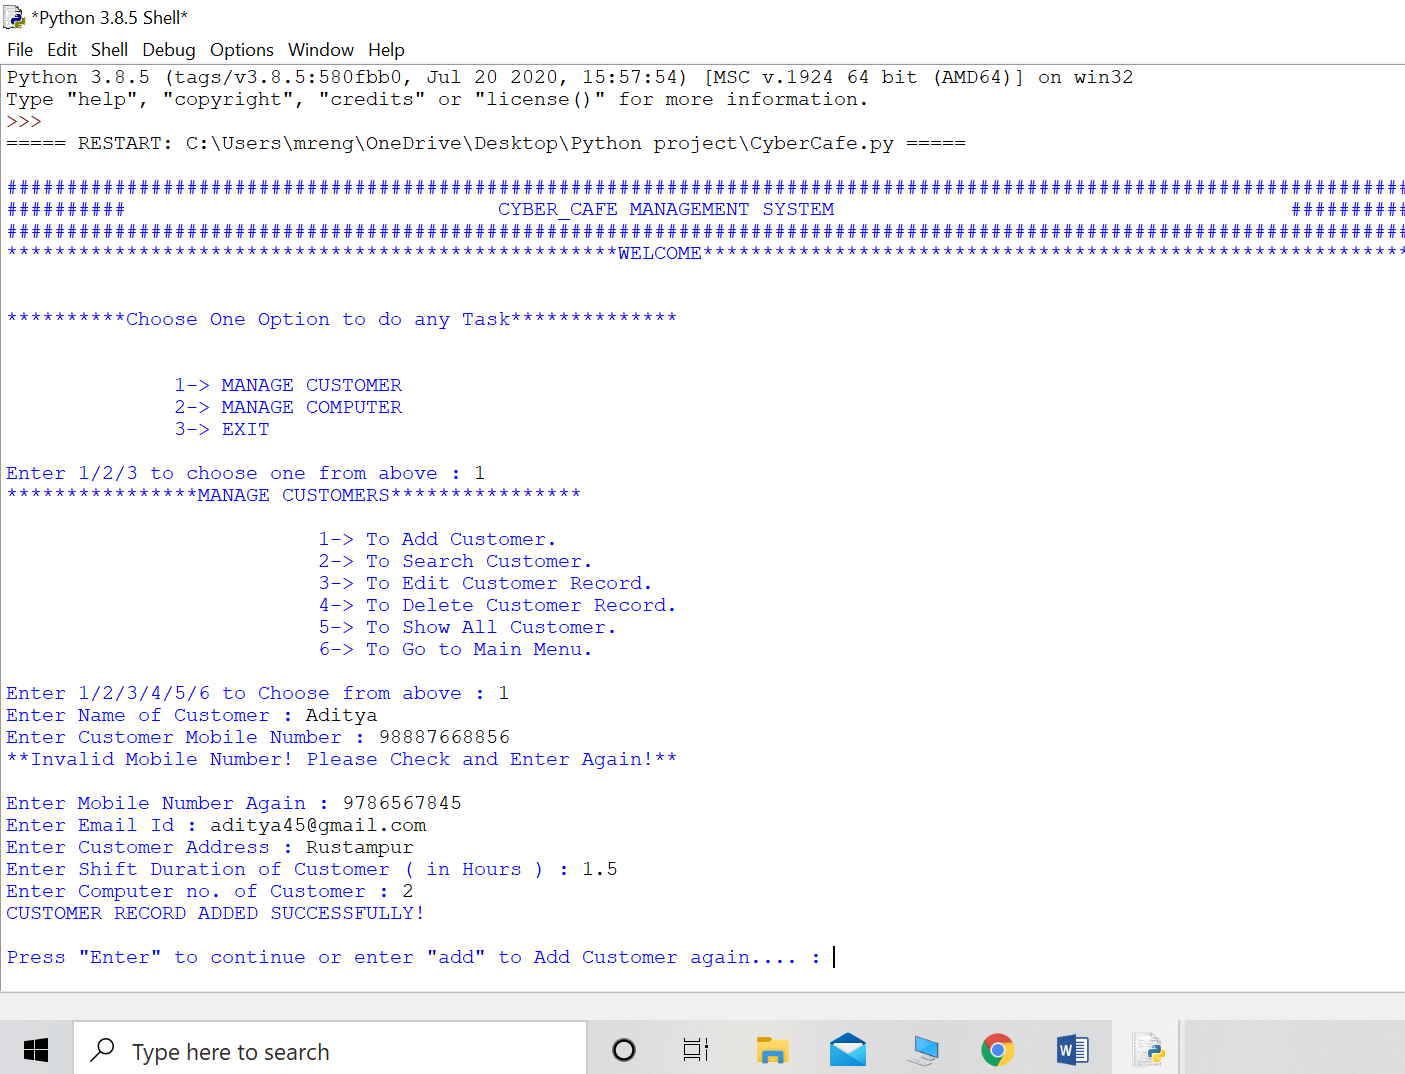 *Python 3.8.5 Shell*
File Edit Shell Debug Options Window Help
Python 3.8.5 (tags/v3.8.5:580fbb0, Jul 20 2020, 15:57:54) [MSC v.1924 64 bit (AMD64)] on win32
Type "help", "copyright", "credits" or "license()" for more information.
>>>
===== RESTART: C:\Users\mreng\OneDrive\Desktop\Python project\CyberCafe.py =====
#####################################################################################################################
########## CYBER_CAFE MANAGEMENT SYSTEM ##########
#####################################################################################################################
***************************************************WELCOME***********************************************************
**********Choose One Option to do any Task**************
1-> MANAGE CUSTOMER
2-> MANAGE COMPUTER
3-> EXIT
Enter 1/2/3 to choose one from above : 1
****************MANAGE CUSTOMERS****************
1-> To Add Customer.
2-> To Search Customer.
3-> To Edit Customer Record.
4-> To Delete Customer Record.
5-> To Show All Customer.
6-> To Go to Main Menu.
Enter 1/2/3/4/5/6 to Choose from above : 1
Enter Name of Customer : Aditya
Enter Customer Mobile Number : 98887668856
**Invalid Mobile Number! Please Check and Enter Again!**
Enter Mobile Number Again : 9786567845
Enter Email Id : aditya45@gmail.com
Enter Customer Address : Rustampur
Enter Shift Duration of Customer ( in Hours ) : 1.5
Enter Computer no. of Customer : 2
CUSTOMER RECORD ADDED SUCCESSFULLY!
Press "Enter" to continue or enter "add" to Add Customer again.... :
Type here to search
W